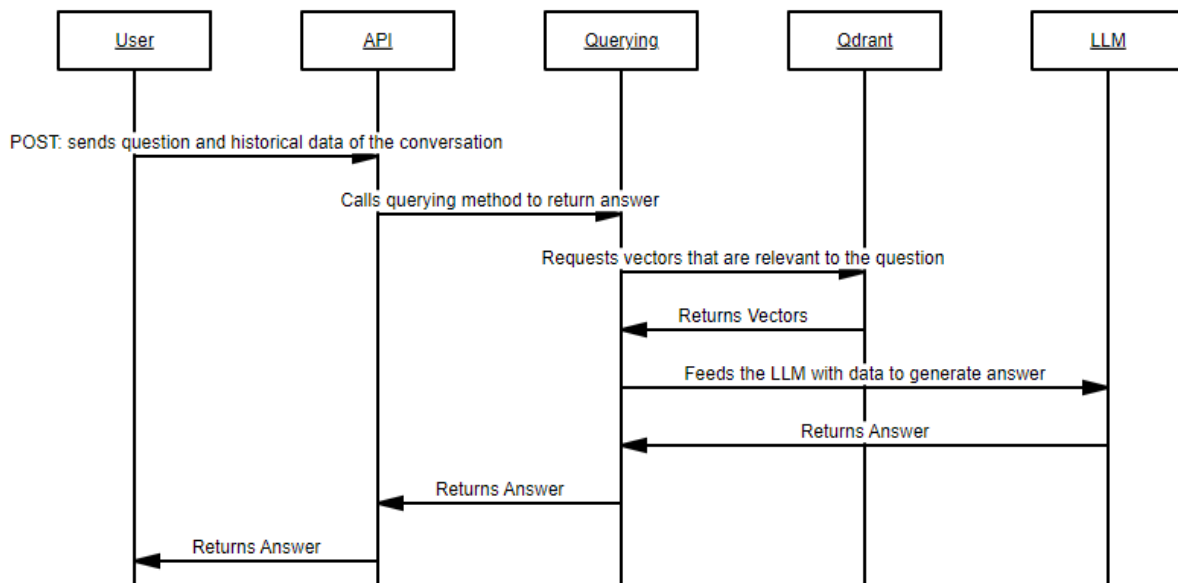 User
API
Querying
Qdrant
LLM
POST: sends question and historical data of the conversation
Calls querying method to return answer
Requests vectors that are relevant to the question
Returns Vectors
Feeds the LLM with data to generate answer
Returns Answer
Returns Answer
Returns Answer